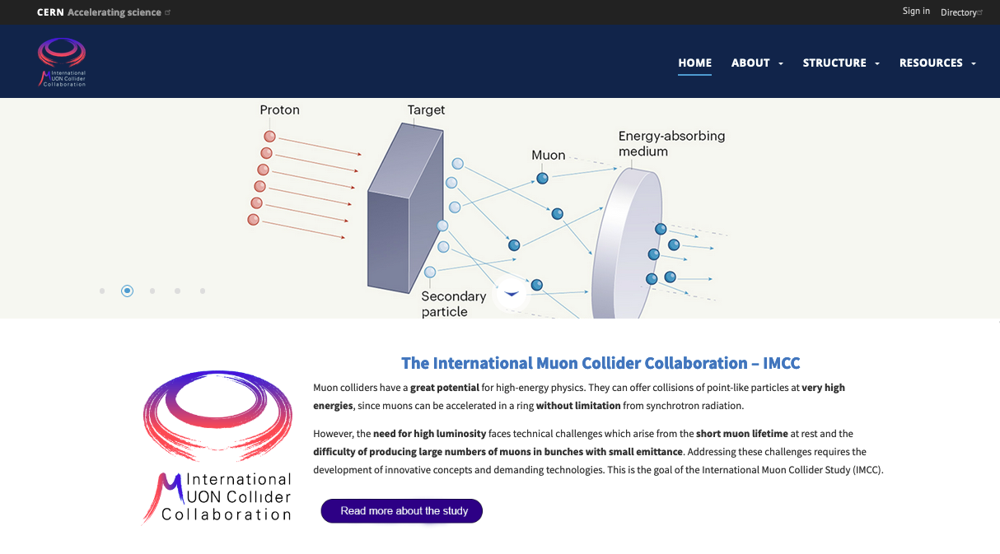 CERN Accelerating science
Sign in
Directory
International
MUON Collider
Collaboration
HOME
ABOUT
STRUCTURE
RESOURCES
Proton
Target
Muon
Energy-absorbing
medium
Secondary
particle
The International Muon Collider Collaboration – IMCC
Muon colliders have a great potential for high-energy physics. They can offer collisions of point-like particles at very high
energies, since muons can be accelerated in a ring without limitation from synchrotron radiation.
However, the need for high luminosity faces technical challenges which arise from the short muon lifetime at rest and the
difficulty of producing large numbers of muons in bunches with small emittance. Addressing these challenges requires the
development of innovative concepts and demanding technologies. This is the goal of the International Muon Collider Study (IMCC).
International
MUON Collider
Collaboration
Read more about the study